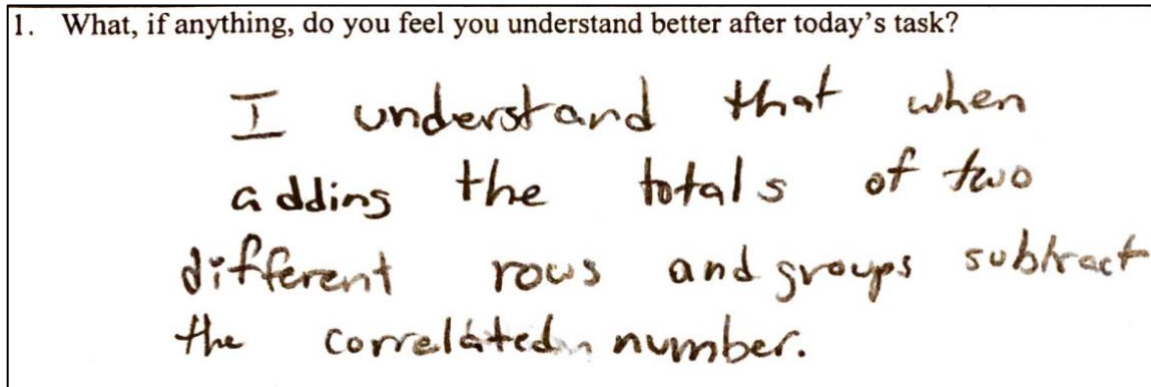 1. What, if anything, do you feel you understand better after today's task?
I understand that when
adding the totals of two
different rows and groups subtract
the correlated number.